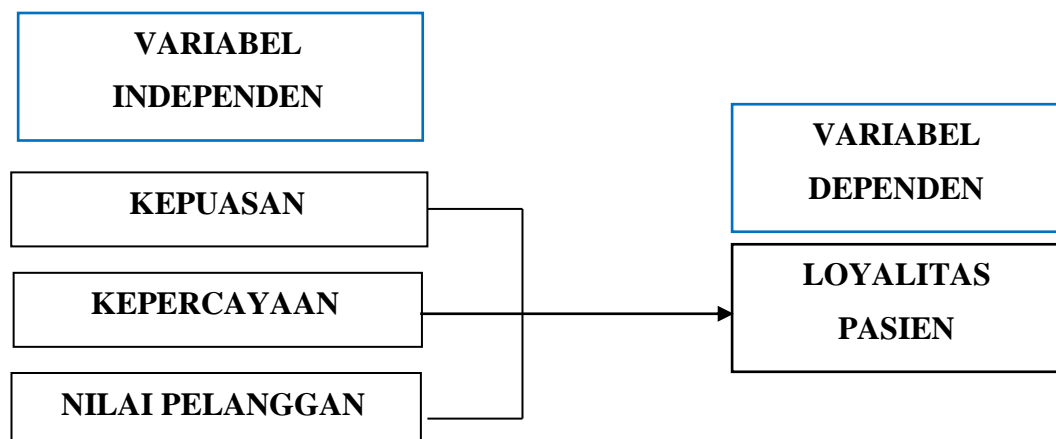 VARIABEL
INDEPENDEN
KEPUASAN
KEPERCAYAAN
NILAI PELANGGAN
VARIABEL
DEPENDEN
LOYALITAS
PASIEN